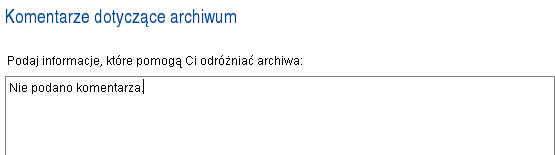 Komentarze dotyczące archiwum
Podaj informacje, które pomogą Ci odróżniać archiwa:
Nie podano komentarza.